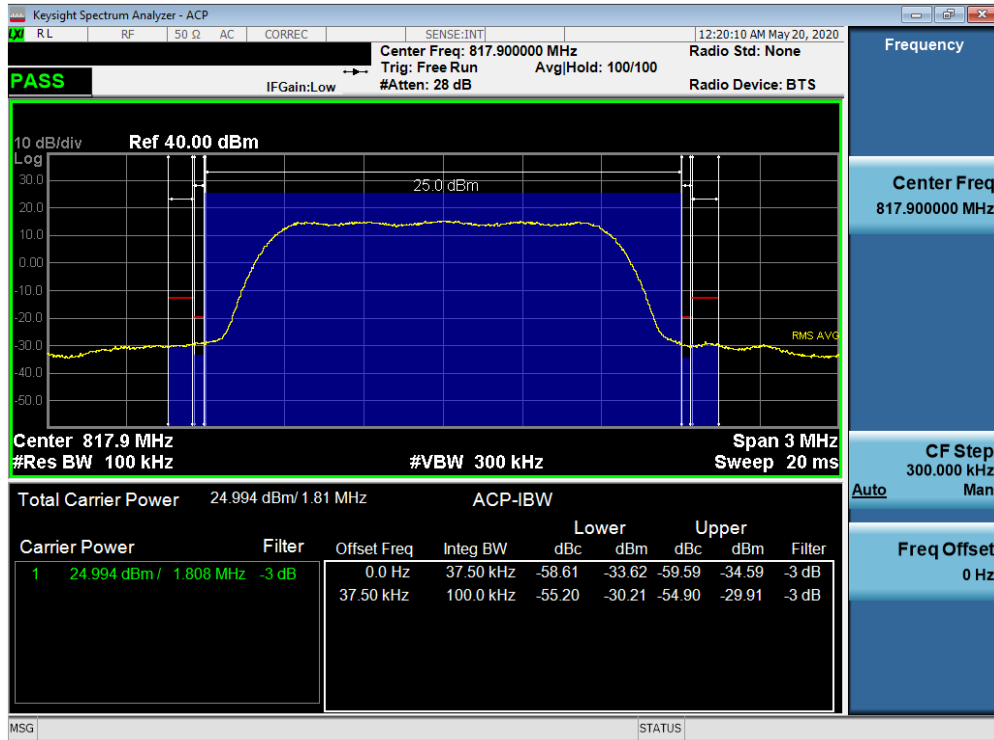 Keysight Spectrum Analyzer - ACP
LXI RL RF 50 Ω AC CORREC SENSE:INT 12:20:10 AM May 20, 2020
Center Freq: 817.900000 MHz Radio Std: None
Trig: Free Run Avg|Hold: 100/100
PASS IFGain:Low #Atten: 28 dB Radio Device: BTS
10 dB/div Ref 40.00 dBm
Log
30.0
25.0 dBm
20.0
10.0
0.00
-10.0
-20.0
-30.0
RMS AVG
-40.0
-50.0
Center 817.9 MHz Span 3 MHz
#Res BW 100 kHz #VBW 300 kHz Sweep 20 ms
Total Carrier Power 24.994 dBm/ 1.81 MHz ACP-IBW
Lower Upper
Carrier Power Filter Offset Freq Integ BW dBc dBm dBc dBm Filter
1 24.994 dBm / 1.808 MHz -3 dB 0.0 Hz 37.50 kHz -58.61 -33.62 -59.59 -34.59 -3 dB
37.50 kHz 100.0 kHz -55.20 -30.21 -54.90 -29.91 -3 dB
MSG STATUS
Frequency
Center Freq
817.900000 MHz
CF Step
300.000 kHz
Auto Man
Freq Offset
0 Hz